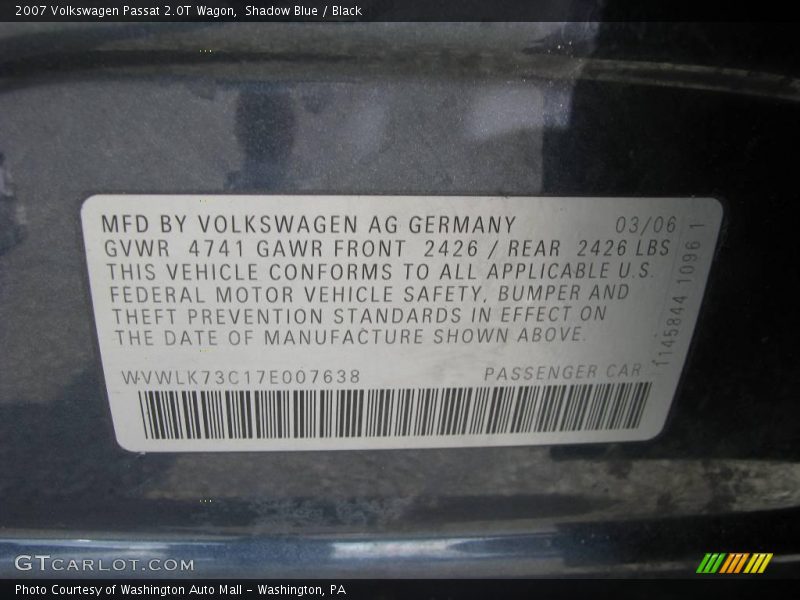 2007 Volkswagen Passat 2.0T Wagon, Shadow Blue / Black
MFD BY VOLKSWAGEN AG GERMANY 03/06
GVWR 4741 GAWR FRONT 2426 / REAR 2426 LBS
THIS VEHICLE CONFORMS TO ALL APPLICABLE U.S.
FEDERAL MOTOR VEHICLE SAFETY, BUMPER AND
THEFT PREVENTION STANDARDS IN EFFECT ON
THE DATE OF MANUFACTURE SHOWN ABOVE.
WVWLK73C17E007638 PASSENGER CAR
1145844 1096 1
GTCARLOT.COM
Photo Courtesy of Washington Auto Mall - Washington, PA